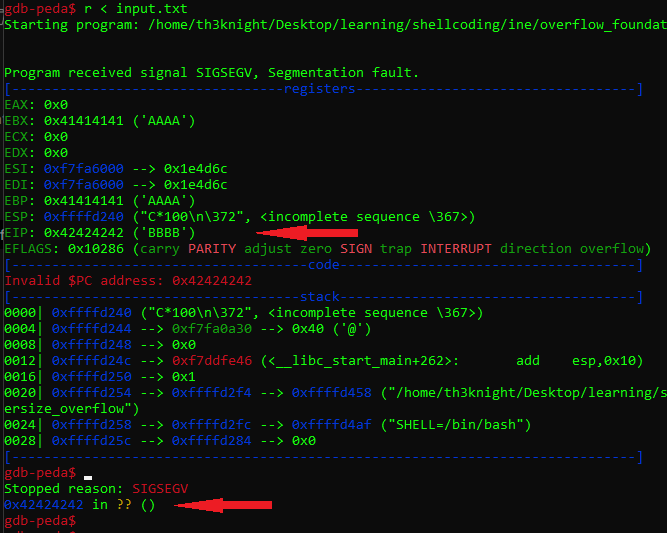 gdb-peda$ r < input.txt
Starting program: /home/th3knight/Desktop/learning/shellcoding/ine/overflow_foundat
Program received signal SIGSEGV, Segmentation fault.
[----------------------------------registers-----------------------------------]
EAX: 0x0
EBX: 0x41414141 ('AAAA')
ECX: 0x0
EDX: 0x0
ESI: 0xf7fa6000 --> 0x1e4d6c
EDI: 0xf7fa6000 --> 0x1e4d6c
EBP: 0x41414141 ('AAAA')
ESP: 0xffffd240 ("C*100\n\372", <incomplete sequence \367>)
EIP: 0x42424242 ('BBBB')
EFLAGS: 0x10286 (carry PARITY adjust zero SIGN trap INTERRUPT direction overflow)
[-------------------------------------code-------------------------------------]
Invalid $PC address: 0x42424242
[------------------------------------stack-------------------------------------]
0000| 0xffffd240 ("C*100\n\372", <incomplete sequence \367>)
0004| 0xffffd244 --> 0xf7fa0a30 --> 0x40 ('@')
0008| 0xffffd248 --> 0x0
0012| 0xffffd24c --> 0xf7ddfe46 (<__libc_start_main+262>: add esp,0x10)
0016| 0xffffd250 --> 0x1
0020| 0xffffd254 --> 0xffffd2f4 --> 0xffffd458 ("/home/th3knight/Desktop/learning/s
ersize_overflow")
0024| 0xffffd258 --> 0xffffd2fc --> 0xffffd4af ("SHELL=/bin/bash")
0028| 0xffffd25c --> 0xffffd284 --> 0x0
[------------------------------------------------------------------------------]
gdb-peda$
Stopped reason: SIGSEGV
0x42424242 in ?? ()
gdb-peda$
gdb-peda$